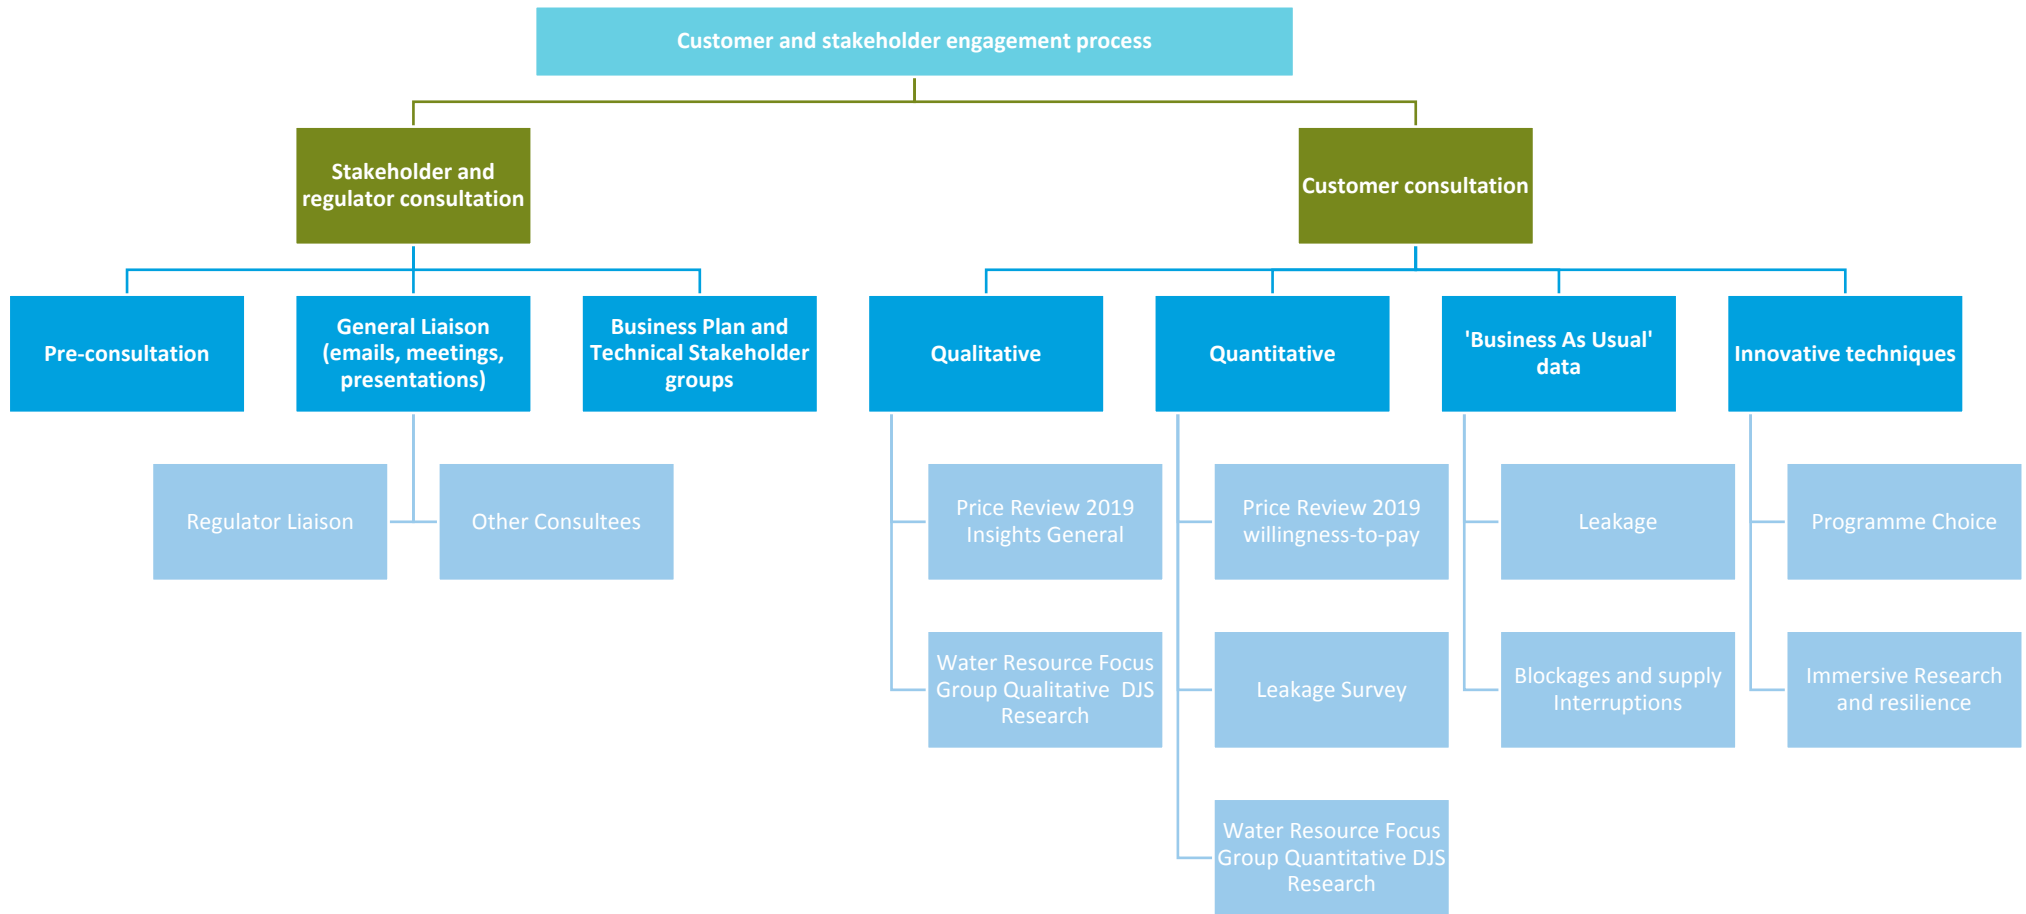 Customer and stakeholder engagement process
Stakeholder and
regulator consultation
Customer consultation
Pre-consultation
General Liaison
(emails, meetings,
presentations)
Business Plan and
Technical Stakeholder
groups
Qualitative
Quantitative
'Business As Usual'
data
Innovative techniques
Regulator Liaison
Other Consultees
Price Review 2019
Insights General
Price Review 2019
willingness-to-pay
Leakage
Programme Choice
Water Resource Focus
Group Qualitative  DJS
Research
Leakage Survey
Blockages and supply
Interruptions
Immersive Research
and resilience
Water Resource Focus
Group Quantitative DJS
Research